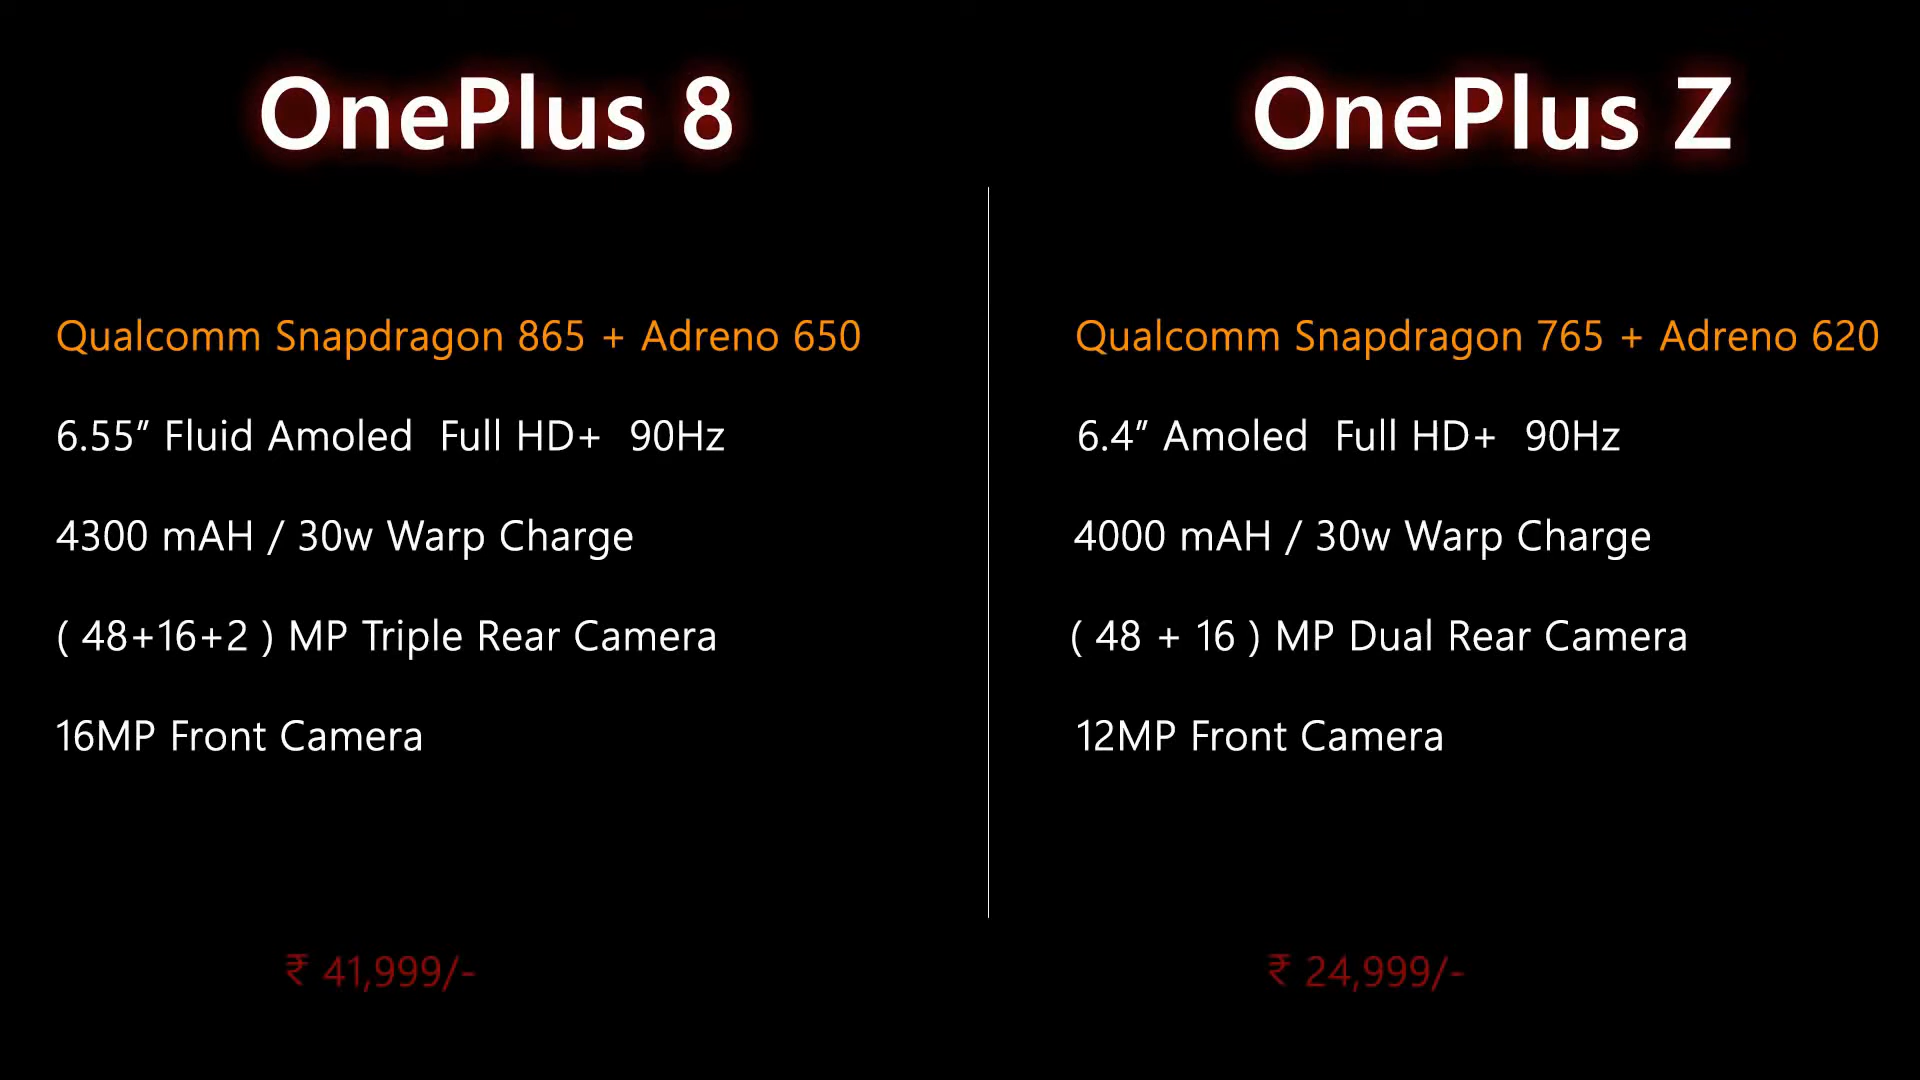 OnePlus 8
Qualcomm Snapdragon 865 + Adreno 650
6.55” Fluid Amoled Full HD+ 90Hz
4300 mAH / 30w Warp Charge
( 48+16+2 ) MP Triple Rear Camera
16MP Front Camera
₹ 41,999/-
OnePlus Z
Qualcomm Snapdragon 765 + Adreno 620
6.4” Amoled Full HD+ 90Hz
4000 mAH / 30w Warp Charge
( 48 + 16 ) MP Dual Rear Camera
12MP Front Camera
₹ 24,999/-